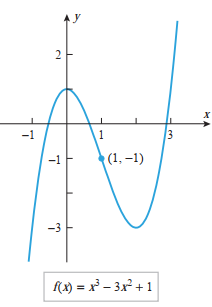 y
2
x
−1
1
3
−1
(1, −1)
−3
f(x) = x³ − 3x² + 1